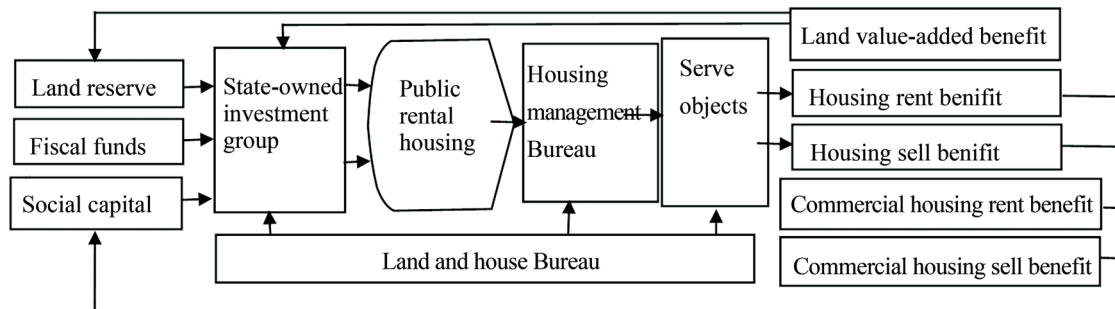 Land value-added benefit
Land reserve
Fiscal funds
Social capital
State-owned
investment
group
Public
rental
housing
Housing
management
Bureau
Serve
objects
Housing rent benifit
Housing sell benifit
Commercial housing rent benefit
Commercial housing sell benefit
Land and house Bureau